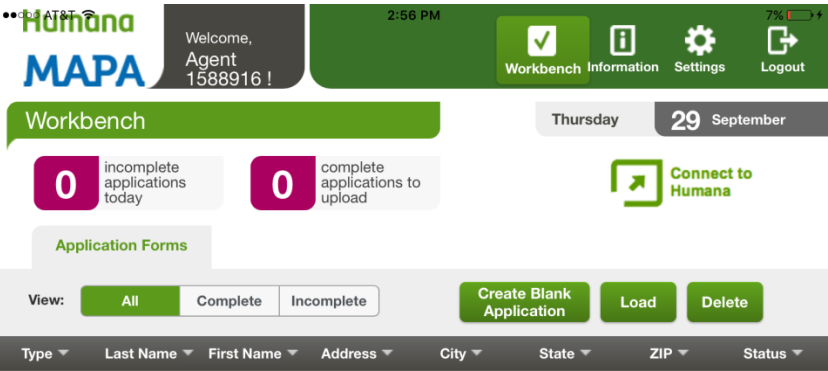 AT&T 2:56 PM 7%
Humana
MAPA
Welcome,
Agent
1588916 !
Workbench Information Settings Logout
Workbench
Thursday 29 September
0 incomplete
applications
today
0 complete
applications to
upload
Connect to
Humana
Application Forms
View: All Complete Incomplete
Create Blank
Application
Load Delete
Type Last Name First Name Address City State ZIP Status